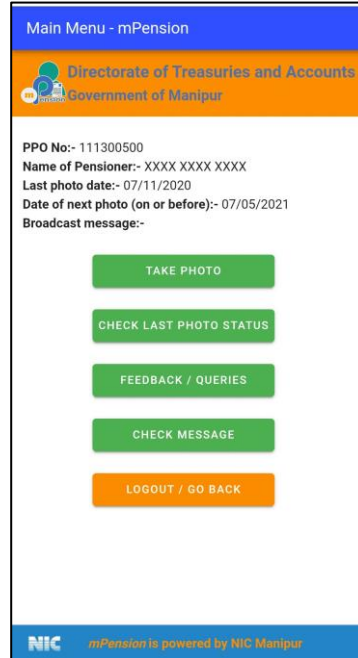 Main Menu - mPension
Directorate of Treasuries and Accounts
Government of Manipur
PPO No:- 111300500
Name of Pensioner:- XXXX XXXX XXXX
Last photo date:- 07/11/2020
Date of next photo (on or before):- 07/05/2021
Broadcast message:-
TAKE PHOTO
CHECK LAST PHOTO STATUS
FEEDBACK / QUERIES
CHECK MESSAGE
LOGOUT / GO BACK
NIC mPension is powered by NIC Manipur